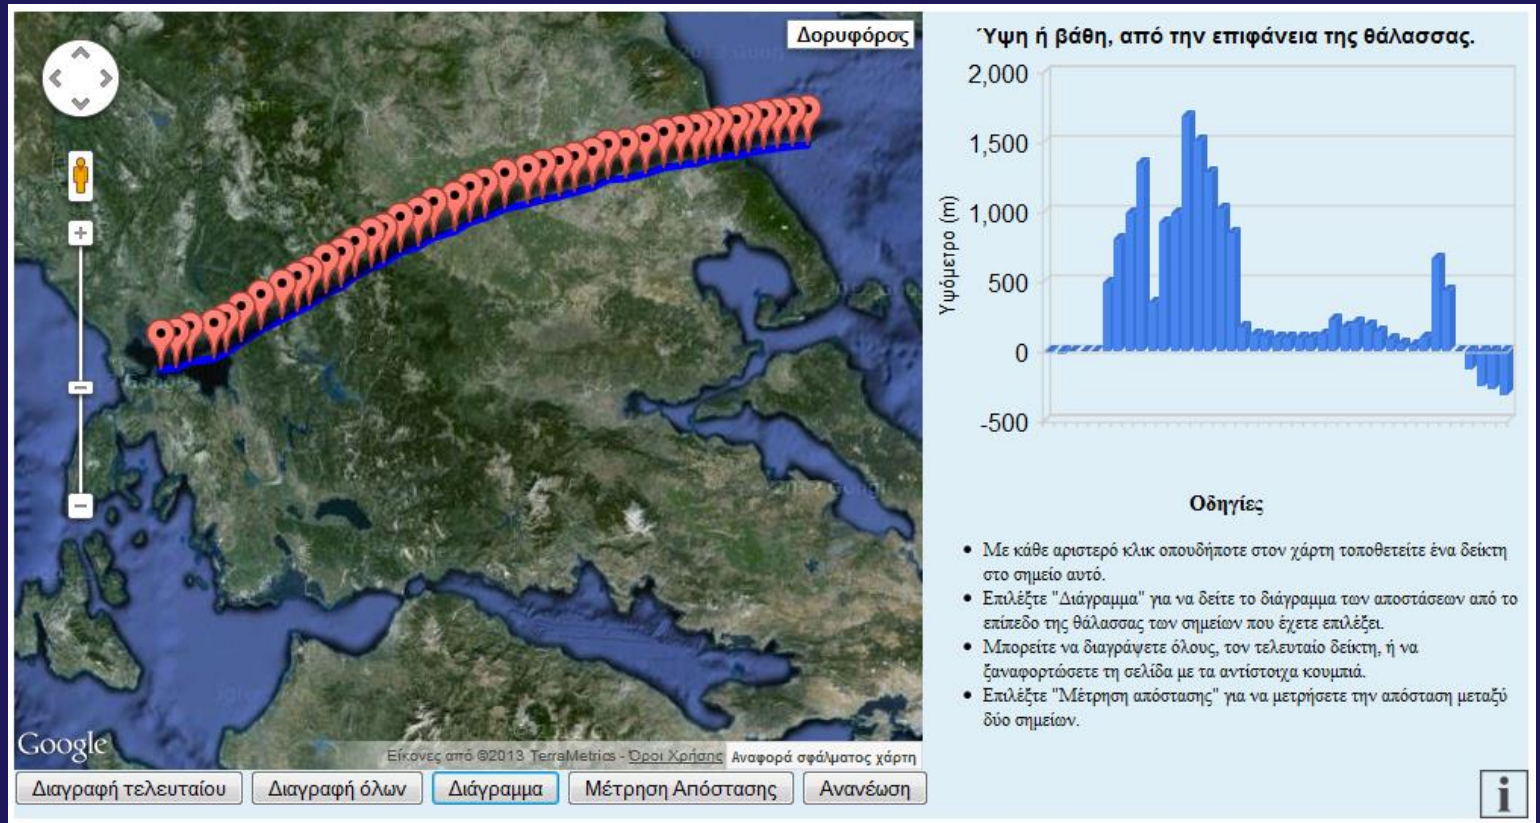 Δορυφόρος
Google
Εικονες από ©2013 TerraMetrics - Όροι Χρήσης
Αναφορά σφάλματος χάρτη
Διαγραφή τελευταίου
Διαγραφή όλων
Διάγραμμα
Μέτρηση Απόστασης
Ανανέωση
Ύψη ή βάθη, από την επιφάνεια της θάλασσας.
Υψόμετρο (m)
2,000
1,500
1,000
500
0
-500
Οδηγίες
• Με κάθε αριστερό κλικ οπουδήποτε στον χάρτη τοποθετείτε ένα δείκτη
στο σημείο αυτό.
• Επιλέξτε "Διάγραμμα" για να δείτε το διάγραμμα των αποστάσεων από το
επίπεδο της θάλασσας των σημείων που έχετε επιλέξει.
• Μπορείτε να διαγράψετε όλους, τον τελευταίο δείκτη, ή να
ξαναφορτώσετε τη σελίδα με τα αντίστοιχα κουμπιά.
• Επιλέξτε "Μέτρηση απόστασης" για να μετρήσετε την απόσταση μεταξύ
δύο σημείων.
i